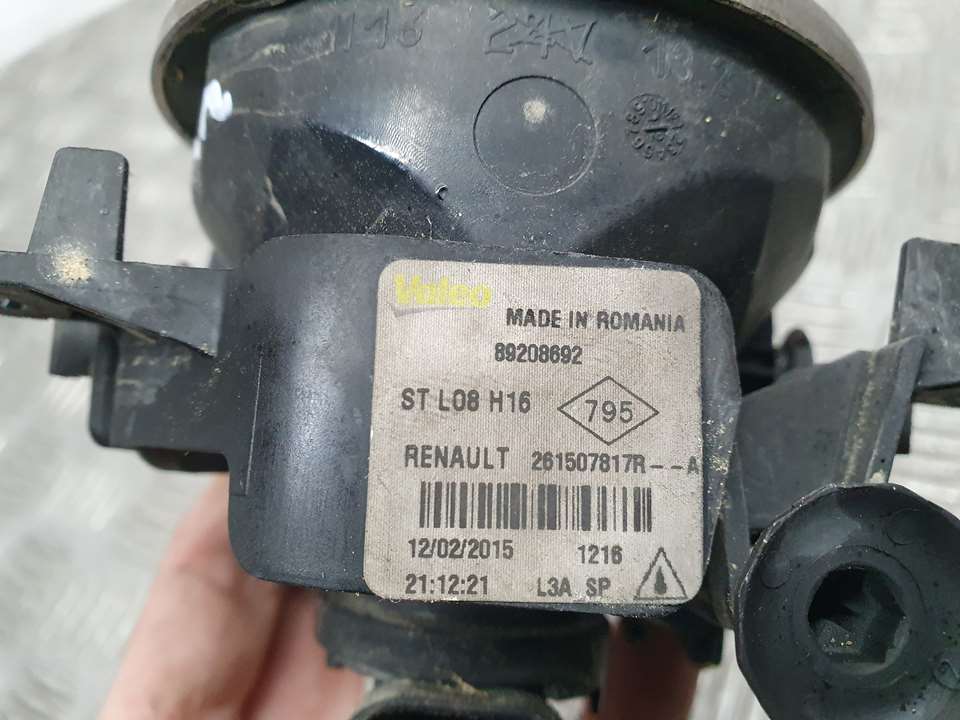 Valeo
MADE IN ROMANIA
89208692
ST L08 H16
795
RENAULT 261507817R--A
12/02/2015 1216
21:12:21 L3A SP